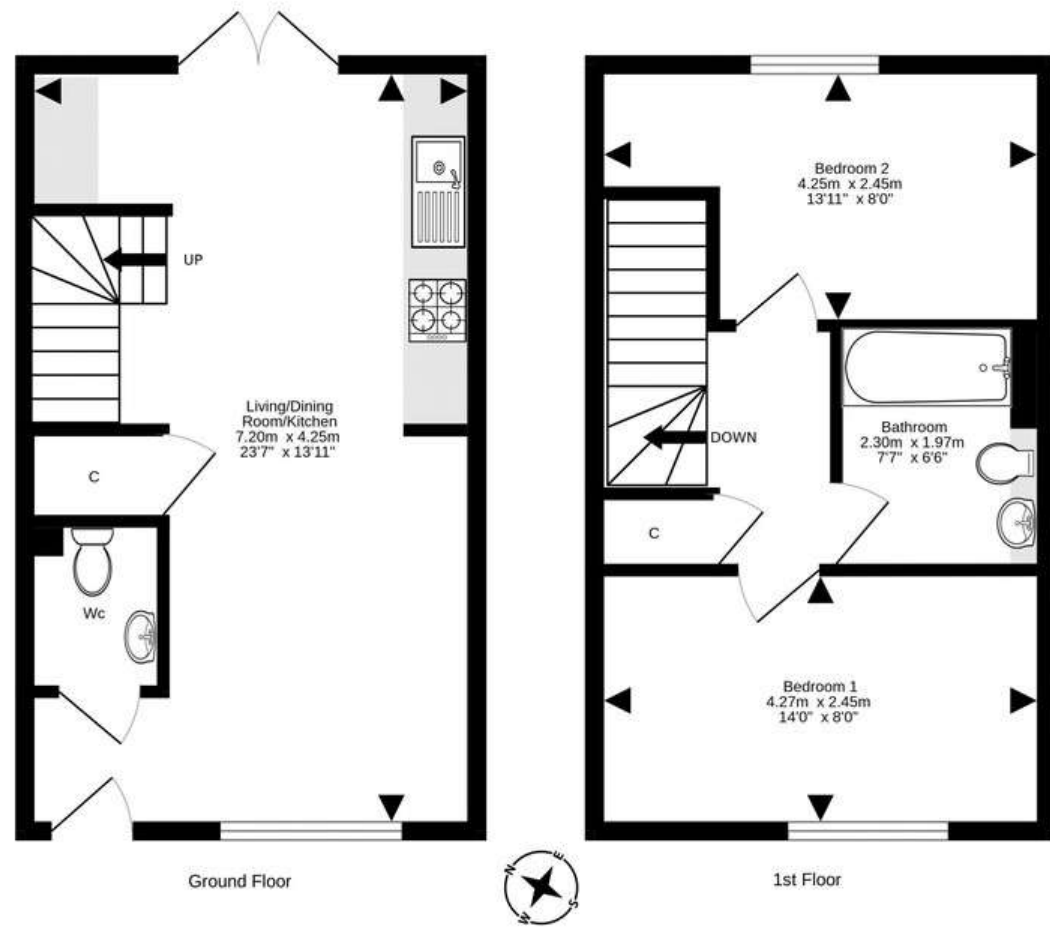 UP
Living/Dining
Room/Kitchen
7.20m x 4.25m
23'7" x 13'11"
C
Wc
Ground Floor
Bedroom 2
4.25m x 2.45m
13'11" x 8'0"
DOWN
Bathroom
2.30m x 1.97m
7'7" x 6'6"
C
Bedroom 1
4.27m x 2.45m
14'0" x 8'0"
1st Floor
N
E
W
S